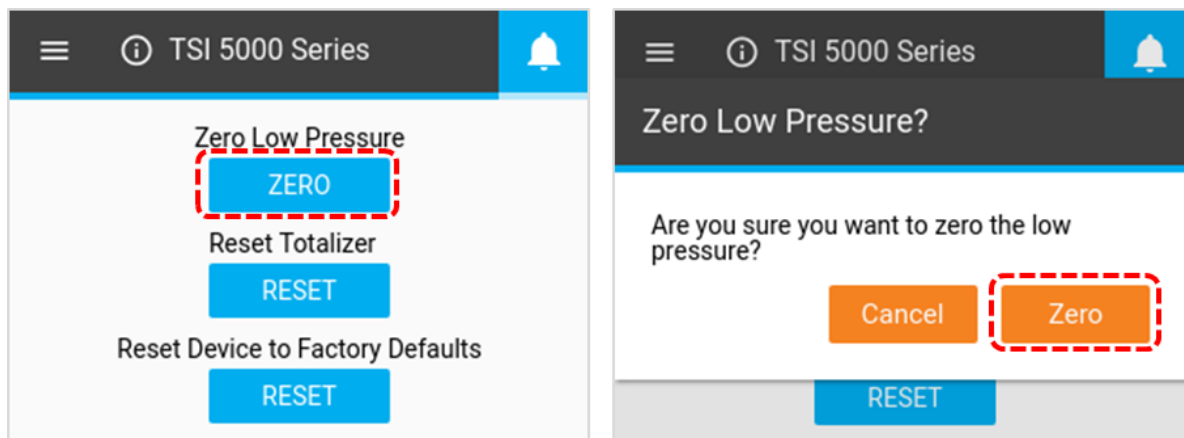 TSI 5000 Series
Zero Low Pressure
ZERO
Reset Totalizer
RESET
Reset Device to Factory Defaults
RESET
TSI 5000 Series
Zero Low Pressure?
Are you sure you want to zero the low
pressure?
Cancel Zero
RESET